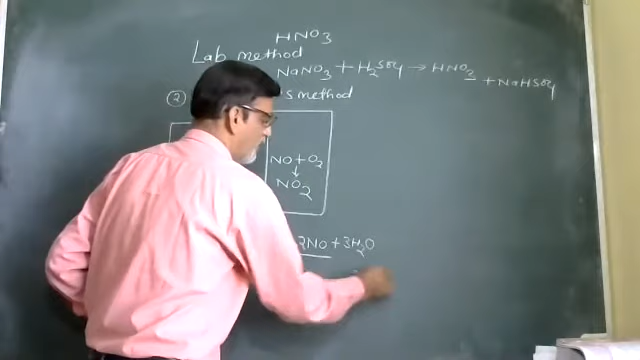 HNO3
Lab method
NaNO3 + H2SO4 → HNO3 + NaHSO4
② s method
NO + O2
↓
NO2
2NO + 3H2O